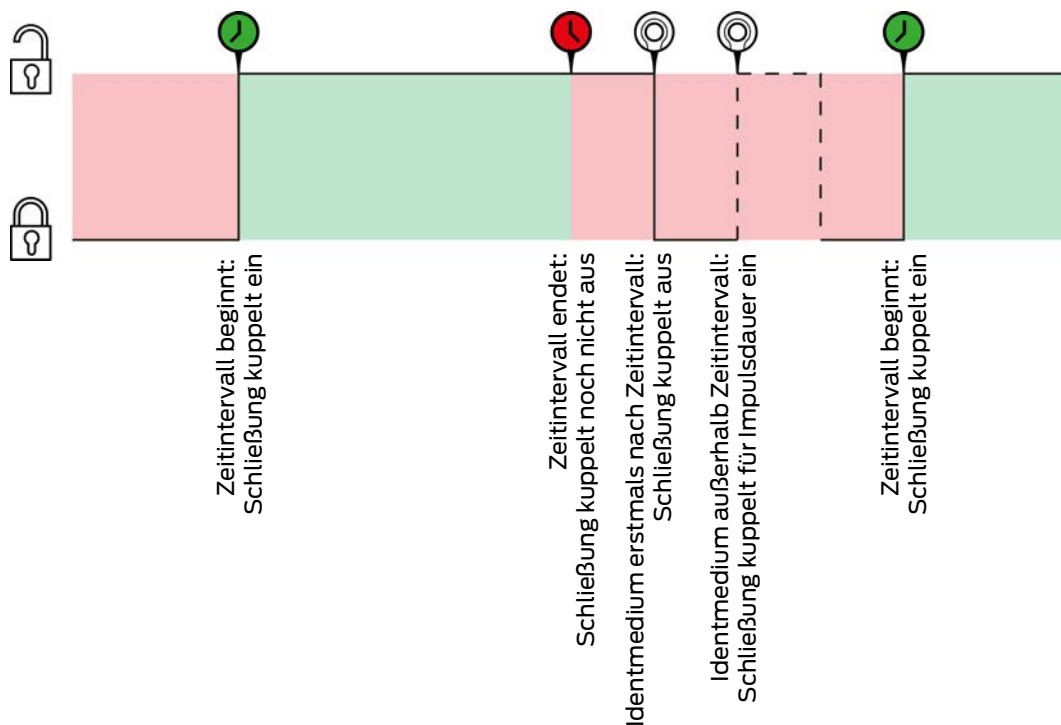 Zeitintervall beginnt:
Schließung kuppelt ein
Zeitintervall endet:
Schließung kuppelt noch nicht aus
Identmedium erstmals nach Zeitintervall:
Schließung kuppelt aus
Identmedium außerhalb Zeitintervall:
Schließung kuppelt für Impulsdauer ein
Zeitintervall beginnt:
Schließung kuppelt ein